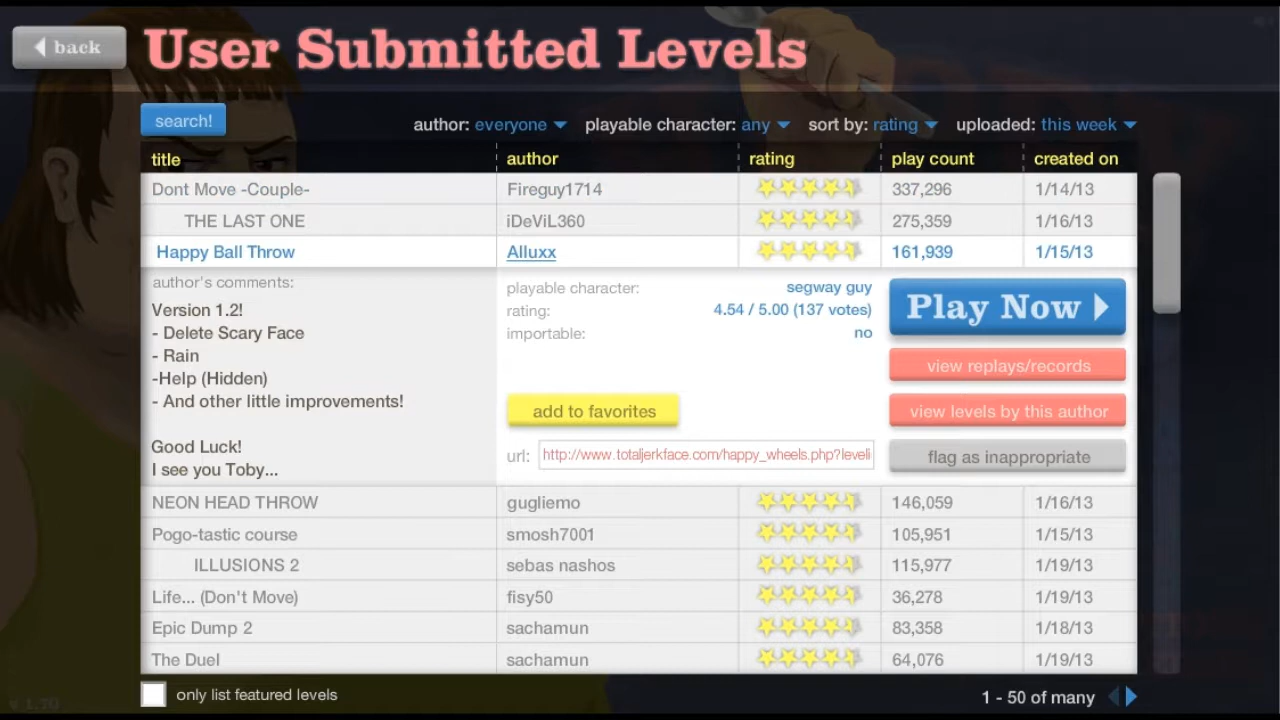 back
User Submitted Levels
search!
author: everyone playable character: any sort by: rating uploaded: this week
title author rating play count created on
Dont Move -Couple- Fireguy1714 337,296 1/14/13
THE LAST ONE iDeViL360 275,359 1/16/13
Happy Ball Throw Alluxx 161,939 1/15/13
author's comments:
Version 1.2!
- Delete Scary Face
- Rain
-Help (Hidden)
- And other little improvements!
Good Luck!
I see you Toby...
playable character: segway guy
rating: 4.54 / 5.00 (137 votes)
importable: no
add to favorites
url: http://www.totaljerkface.com/happy_wheels.php?leveli
Play Now
view replays/records
view levels by this author
flag as inappropriate
NEON HEAD THROW gugliemo 146,059 1/16/13
Pogo-tastic course smosh7001 105,951 1/15/13
ILLUSIONS 2 sebas nashos 115,977 1/19/13
Life... (Don't Move) fisy50 36,278 1/19/13
Epic Dump 2 sachamun 83,358 1/18/13
The Duel sachamun 64,076 1/19/13
only list featured levels
1 - 50 of many
v 1.70